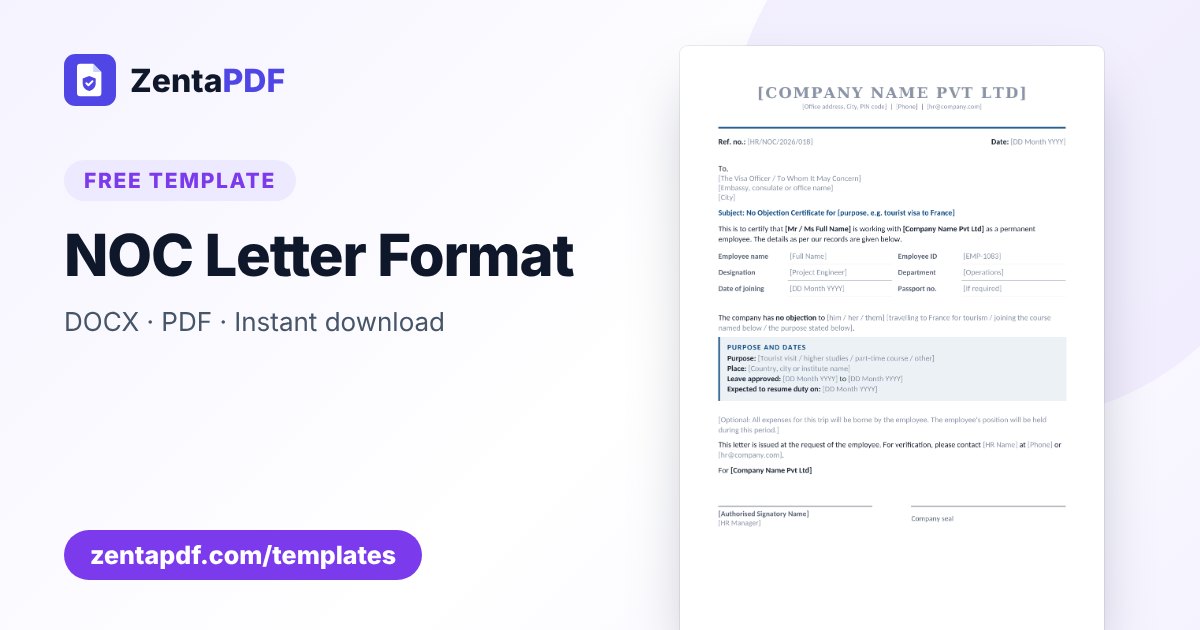 ZentaPDF
FREE TEMPLATE
NOC Letter Format
DOCX · PDF · Instant download
zentapdf.com/templates
[COMPANY NAME PVT LTD]
[Office address, City, PIN code] | [Phone] | [hr@company.com]
Ref. no.: [HR/NOC/2026/018] Date: [DD Month YYYY]
To,
[The Visa Officer / To Whom It May Concern]
[Embassy, consulate or office name]
[City]
Subject: No Objection Certificate for [purpose, e.g. tourist visa to France]
This is to certify that [Mr / Ms Full Name] is working with [Company Name Pvt Ltd] as a permanent
employee. The details as per our records are given below.
Employee name [Full Name] Employee ID [EMP-1083]
Designation [Project Engineer] Department [Operations]
Date of joining [DD Month YYYY] Passport no. [If required]
The company has no objection to [him / her / them] [travelling to France for tourism / joining the course
named below / the purpose stated below].
PURPOSE AND DATES
Purpose: [Tourist visit / higher studies / part-time course / other]
Place: [Country, city or institute name]
Leave approved: [DD Month YYYY] to [DD Month YYYY]
Expected to resume duty on: [DD Month YYYY]
[Optional: All expenses for this trip will be borne by the employee. The employee's position will be held
during this period.]
This letter is issued at the request of the employee. For verification, please contact [HR Name] at [Phone] or
[hr@company.com].
For [Company Name Pvt Ltd]
[Authorised Signatory Name]
[HR Manager]
Company seal